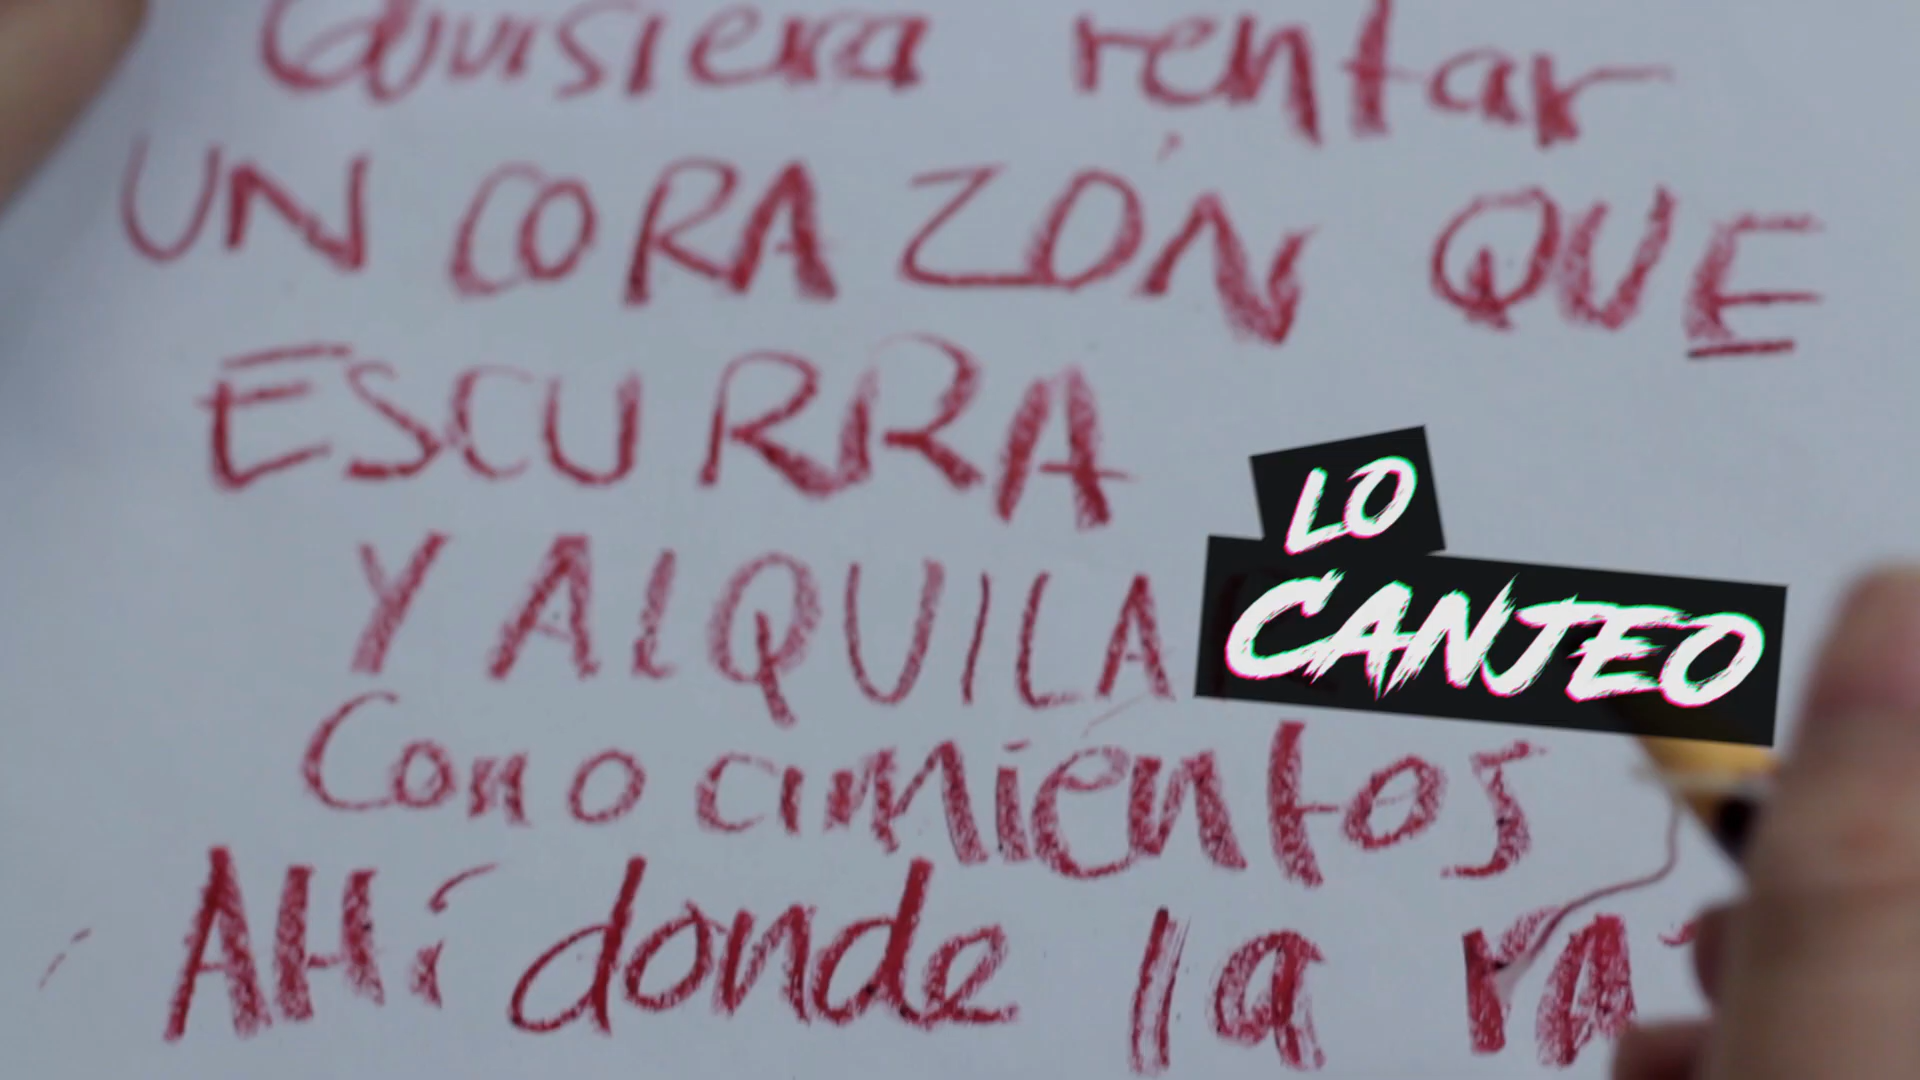 Quisiera rentar
UN CORAZÓN QUE
ESCURRA
Y ALQUILA
Conocimientos
AHí donde la
LO
CANJEO